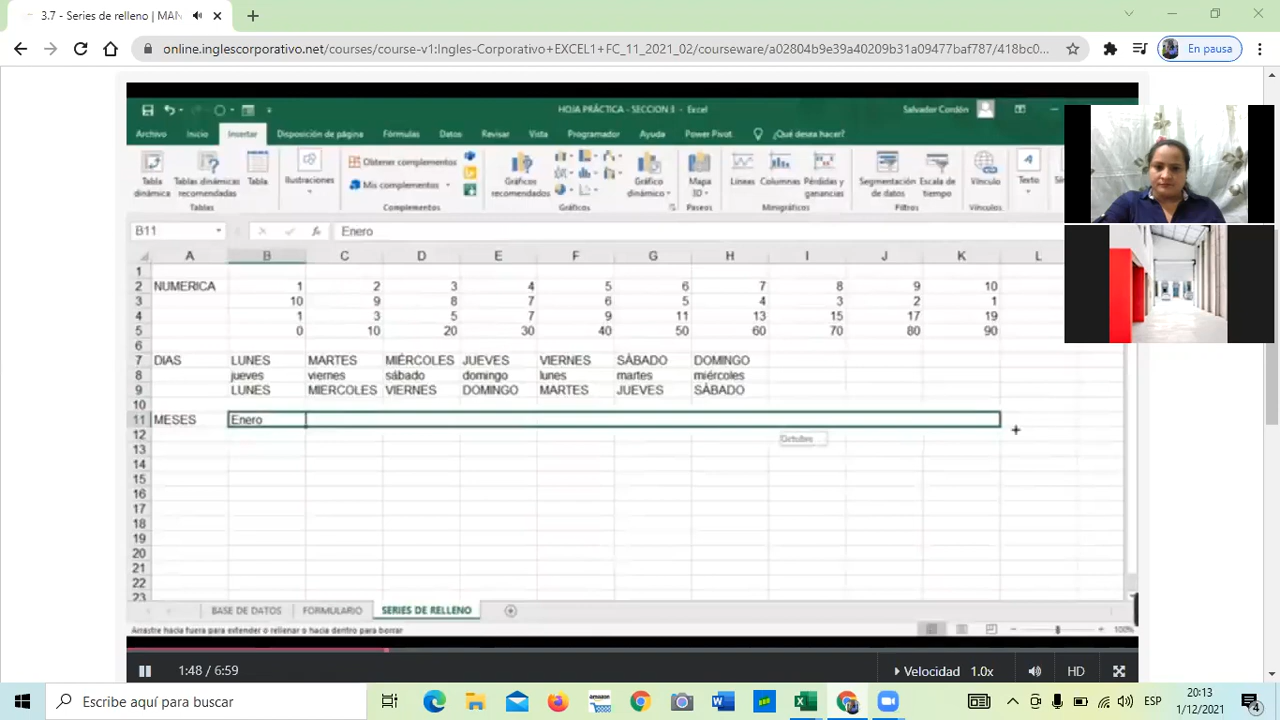 3.7 - Series de relleno | MAN
online.inglescorporativo.net/courses/course-v1:Ingles-Corporativo+EXCEL1+FC_11_2021_02/courseware/a02804b9e39a40209b31a09477baf787/418bc0...
En pausa
HOJA PRÁCTICA - SECCION 3 - Excel
Salvador Cordón
Archivo Inicio Insertar Disposición de página Fórmulas Datos Revisar Vista Programador Ayuda Power Pivot ¿Qué desea hacer?
Tabla dinámica
Tablas dinámicas recomendadas
Tabla
Tablas
Ilustraciones
Obtener complementos
Mis complementos
Complementos
Gráficos recomendados
Gráfico dinámico
Gráficos
Mapa 3D
Paseos
Líneas Columnas Pérdidas y ganancias
Minigráficos
Segmentación de datos
Escala de tiempo
Filtros
Vínculo
Vínculos
Texto
B11 fx Enero
A B C D E F G H I J K L
1
2 NUMERICA 1 2 3 4 5 6 7 8 9 10
3 10 9 8 7 6 5 4 3 2 1
4 1 3 5 7 9 11 13 15 17 19
5 0 10 20 30 40 50 60 70 80 90
6
7 DIAS LUNES MARTES MIÉRCOLES JUEVES VIERNES SÁBADO DOMINGO
8 jueves viernes sábado domingo lunes martes miércoles
9 LUNES MIERCOLES VIERNES DOMINGO MARTES JUEVES SÁBADO
10
11 MESES Enero
12 Octubre
13
14
15
16
17
18
19
20
21
22
23
BASE DE DATOS FORMULARIO SERIES DE RELLENO
Arrastre hacia fuera para extender o rellenar o hacia dentro para borrar
100%
1:48 / 6:59 Velocidad 1.0x HD
Escribe aquí para buscar
amazon
ESP
20:13
1/12/2021
4